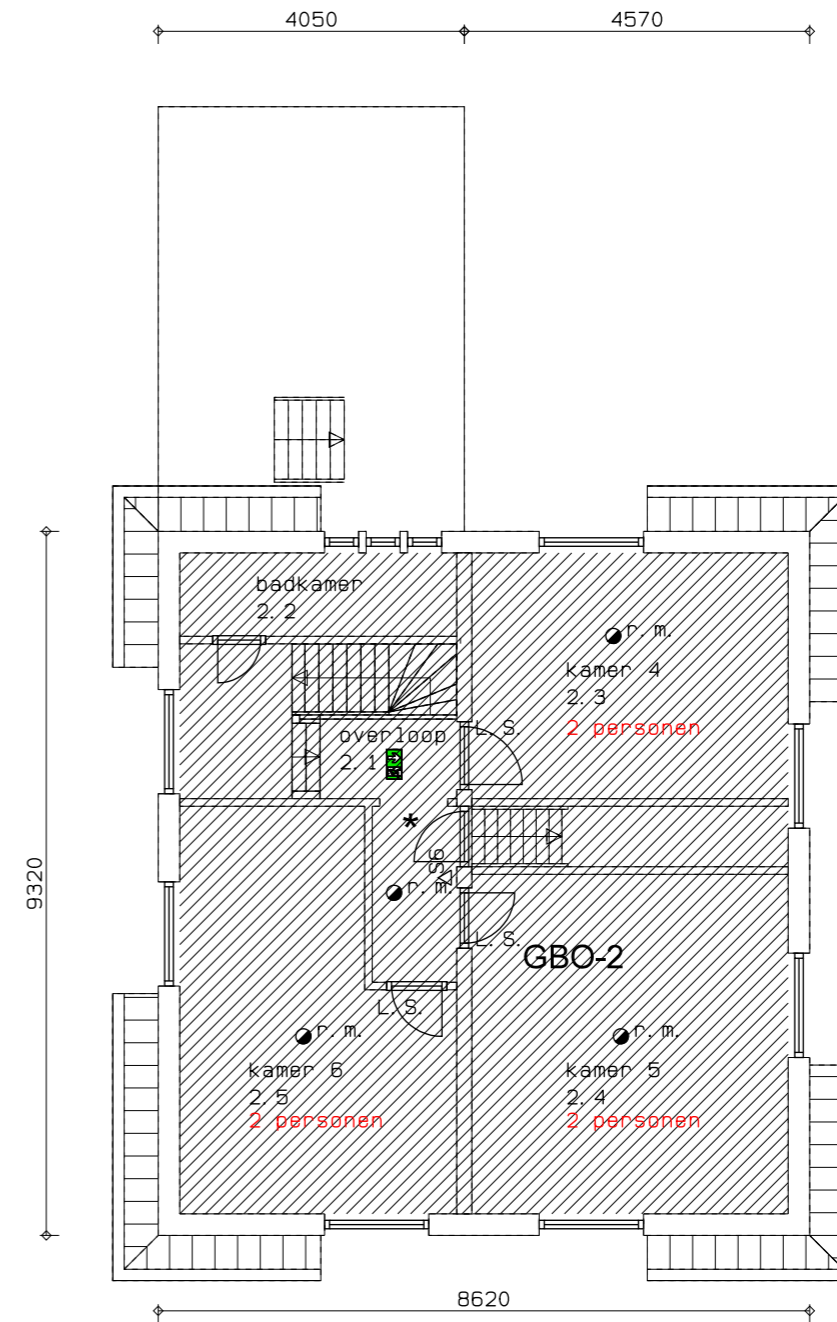 4050
4570
badkamer
2.2
r.m.
kamer 4
2.3
2 personen
L.S.
overloop
2.1
*
S6
r.m.
L.S.
GBO-2
9320
L.S.
r.m.
kamer 6
2.5
2 personen
r.m.
kamer 5
2.4
2 personen
8620